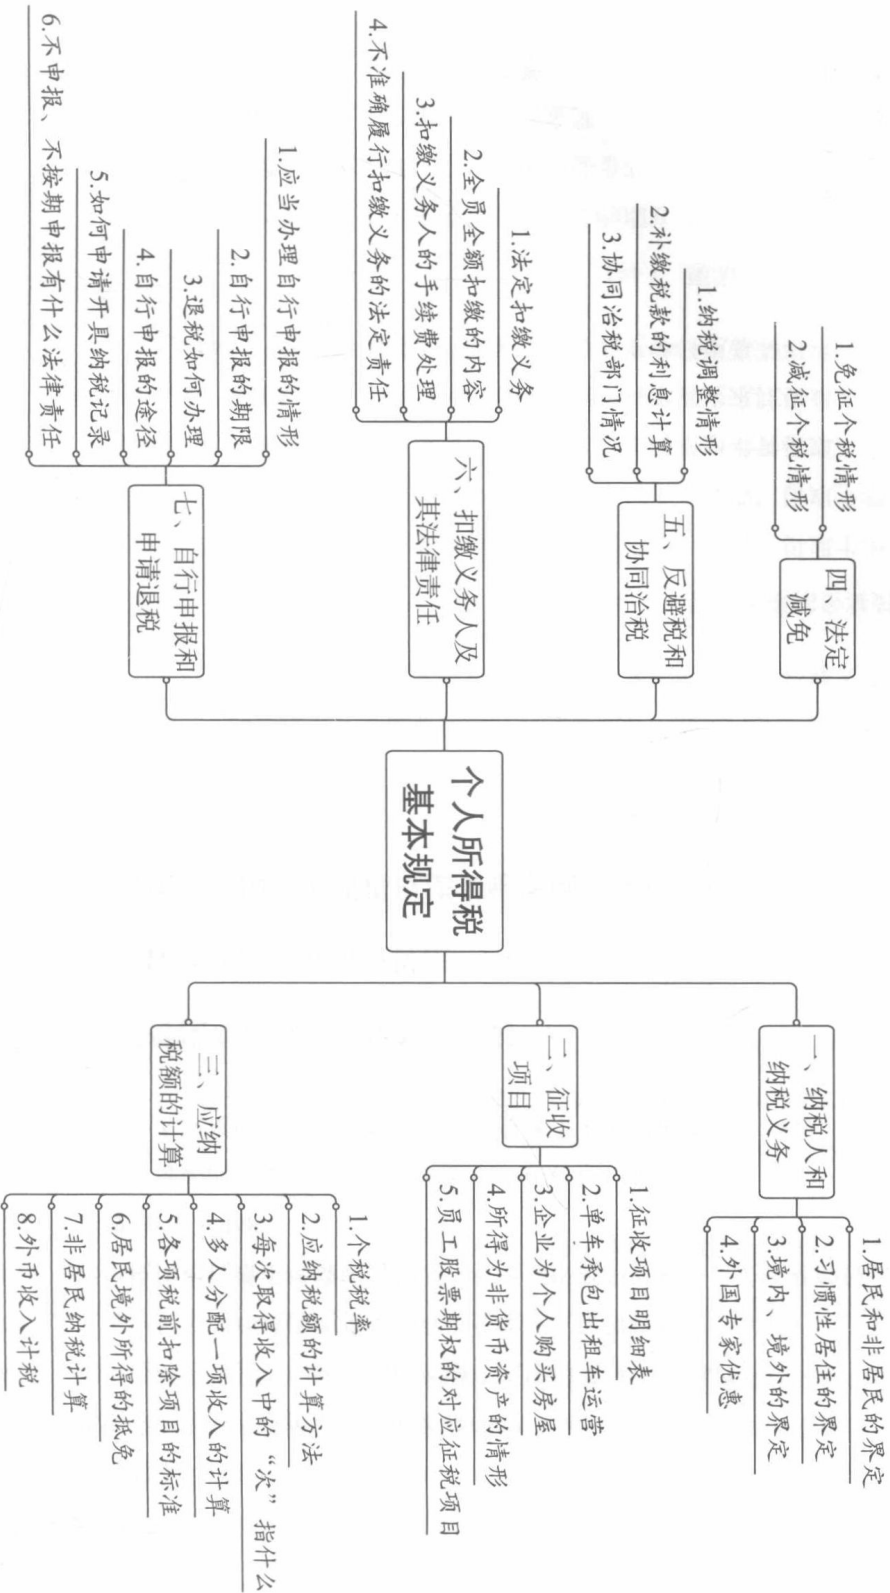 个人所得税
基本规定
一、纳税人和
纳税义务
1.居民和非居民的界定
2.习惯性居住的界定
3.境内、境外的界定
4.外国专家优惠
二、征收
项目
1.征收项目明细表
2.单车承包出租车运营
3.企业为个人购买房屋
4.所得为非货币资产的情形
5.员工股票期权的对应征税项目
三、应纳
税额的计算
1.个税税率
2.应纳税额的计算方法
3.每次取得收入中的“次”指什么
4.多人分配一项收入的计算
5.各项税前扣除项目的标准
6.居民境外所得的抵免
7.非居民纳税计算
8.外币收入计税
四、法定
减免
1.免征个税情形
2.减征个税情形
五、反避税和
协同治税
1.纳税调整情形
2.补缴税款的利息计算
3.协同治税部门情况
六、扣缴义务人及
其法律责任
1.法定扣缴义务
2.全员全额扣缴的内容
3.扣缴义务人的手续费处理
4.不准确履行扣缴义务的法定责任
七、自行申报和
申请退税
1.应当办理自行申报的情形
2.自行申报的期限
3.退税如何办理
4.自行申报的途径
5.如何申请开具纳税记录
6.不申报、不按期申报有什么法律责任